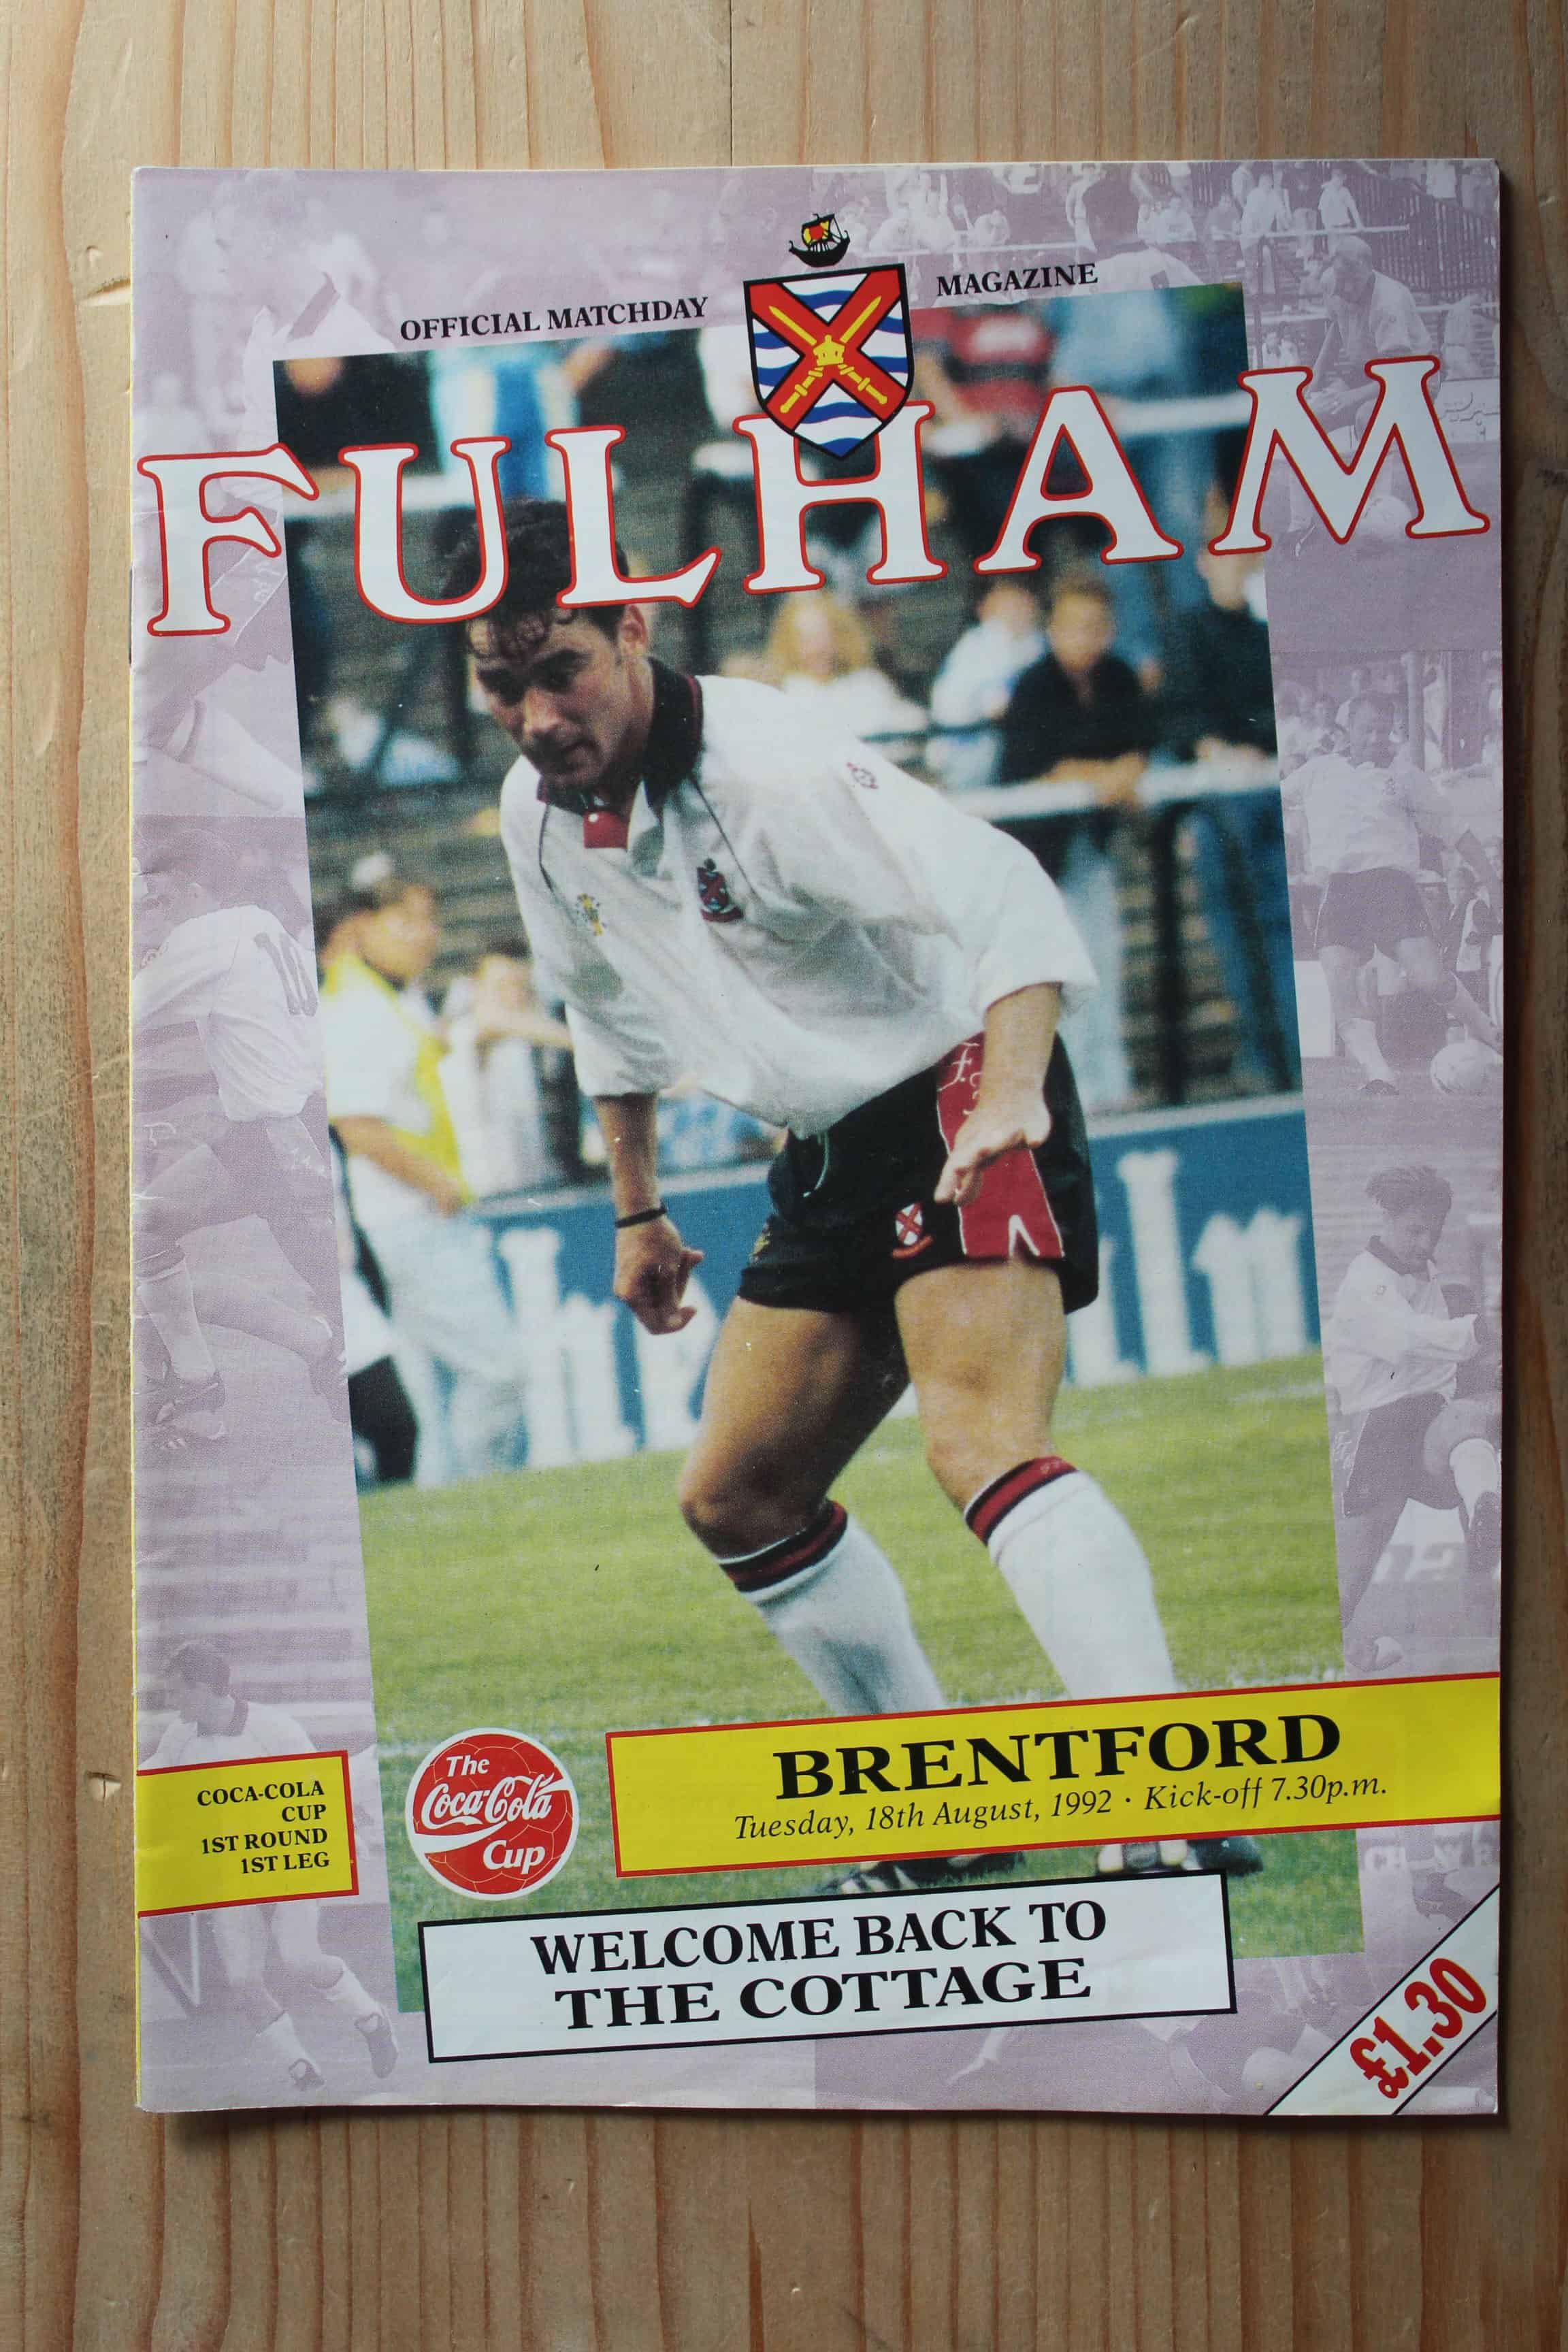 OFFICIAL MATCHDAY MAGAZINE
FULHAM
COCA-COLA
CUP
1ST ROUND
1ST LEG
The
Coca-Cola
Cup
BRENTFORD
Tuesday, 18th August, 1992 · Kick-off 7.30p.m.
WELCOME BACK TO
THE COTTAGE
£1.30